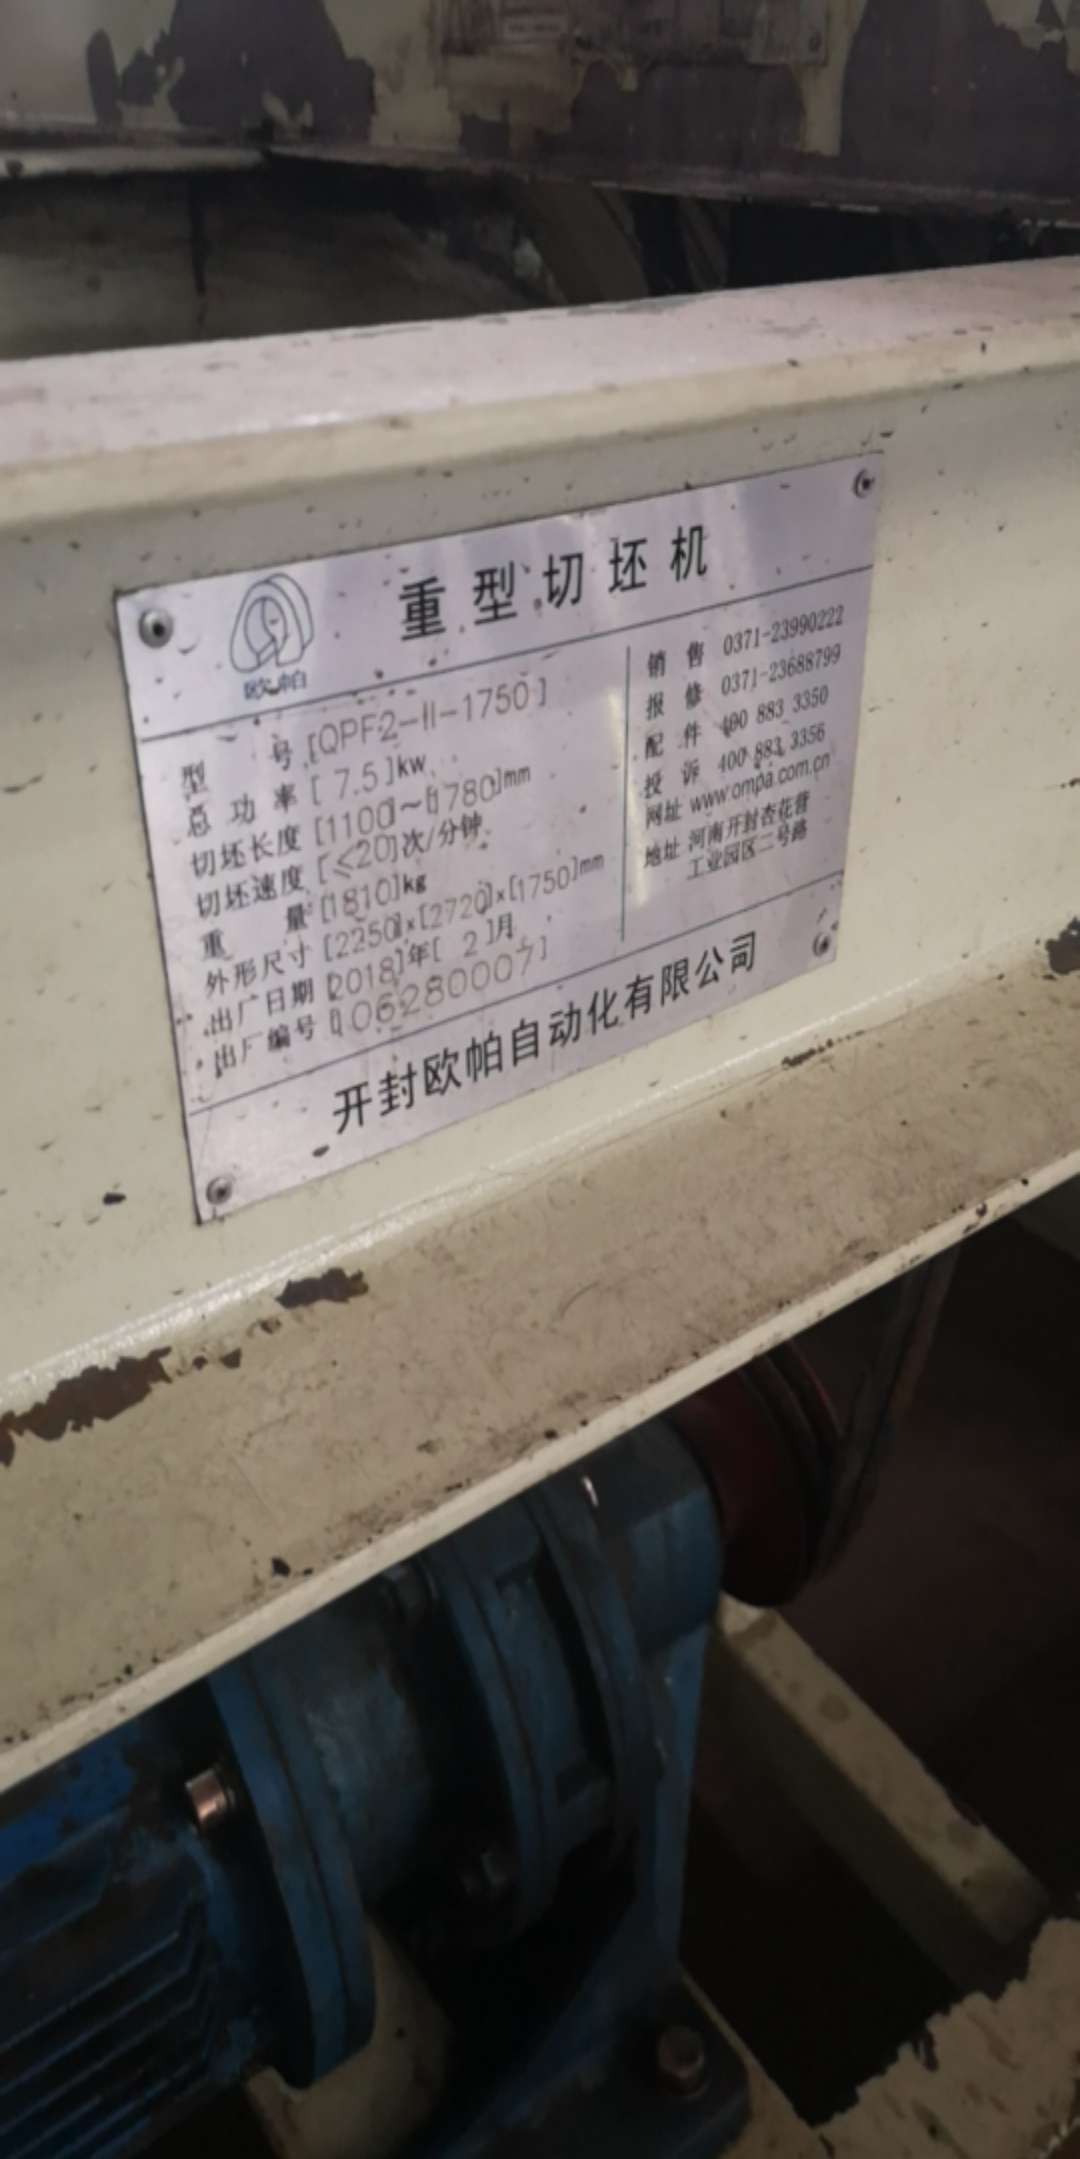 欧帕
重型切坯机
型 号 [QPF2-II-1750]
总功率 [7.5]kw
切坯长度 [1100]~[1780]mm
切坯速度 [≤20]次/分钟
重 量 [1810]kg
外形尺寸 [2250]×[2720]×[1750]mm
出厂日期 [2018]年[2]月
出厂编号 [106280007]
销售 0371-23990222
报修 0371-23688799
配件 400 883 3350
投诉 400 883 3356
网址 www.ompa.com.cn
地址 河南开封杏花营
工业园区二号路
开封欧帕自动化有限公司